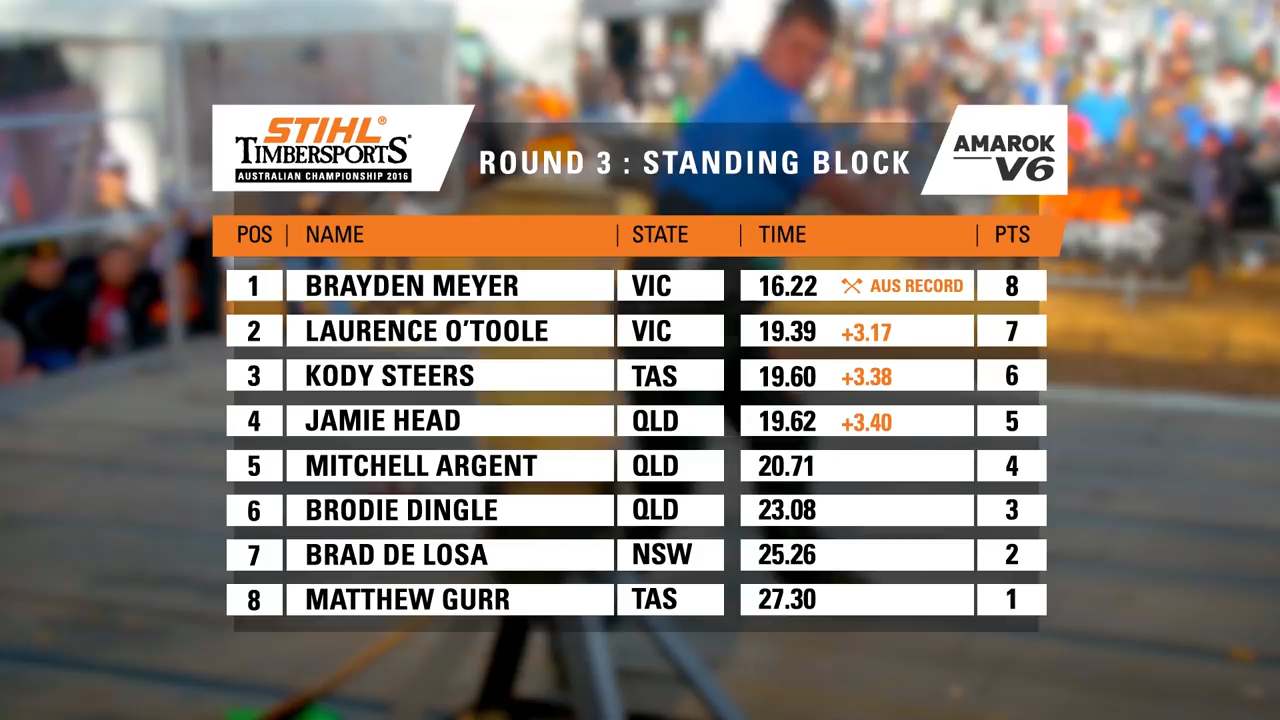 STIHL®
TIMBERSPORTS®
AUSTRALIAN CHAMPIONSHIP 2016
ROUND 3 : STANDING BLOCK
AMAROK
V6
POS | NAME | STATE | TIME | PTS
1 BRAYDEN MEYER VIC 16.22 AUS RECORD 8
2 LAURENCE O'TOOLE VIC 19.39 +3.17 7
3 KODY STEERS TAS 19.60 +3.38 6
4 JAMIE HEAD QLD 19.62 +3.40 5
5 MITCHELL ARGENT QLD 20.71 4
6 BRODIE DINGLE QLD 23.08 3
7 BRAD DE LOSA NSW 25.26 2
8 MATTHEW GURR TAS 27.30 1